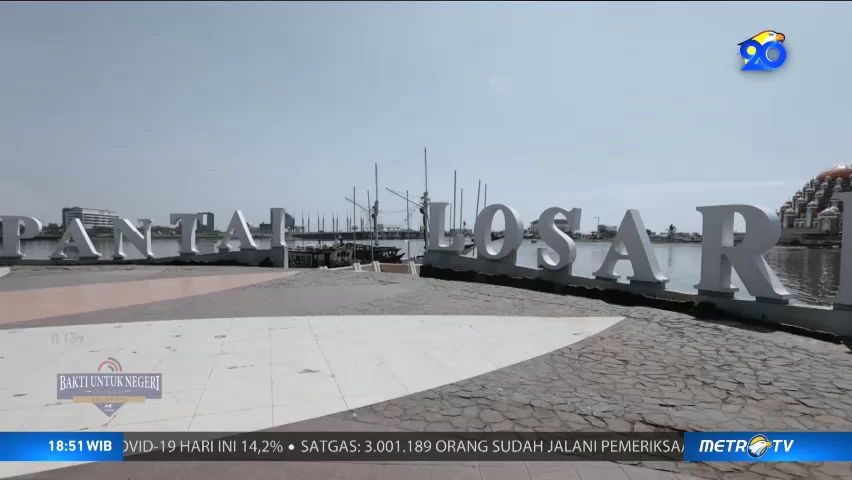 20
PANTAI LOSARI
BAKTI UNTUK NEGERI
18:51 WIB
OVID-19 HARI INI 14,2% • SATGAS: 3.001.189 ORANG SUDAH JALANI PEMERIKSAA
METRO TV